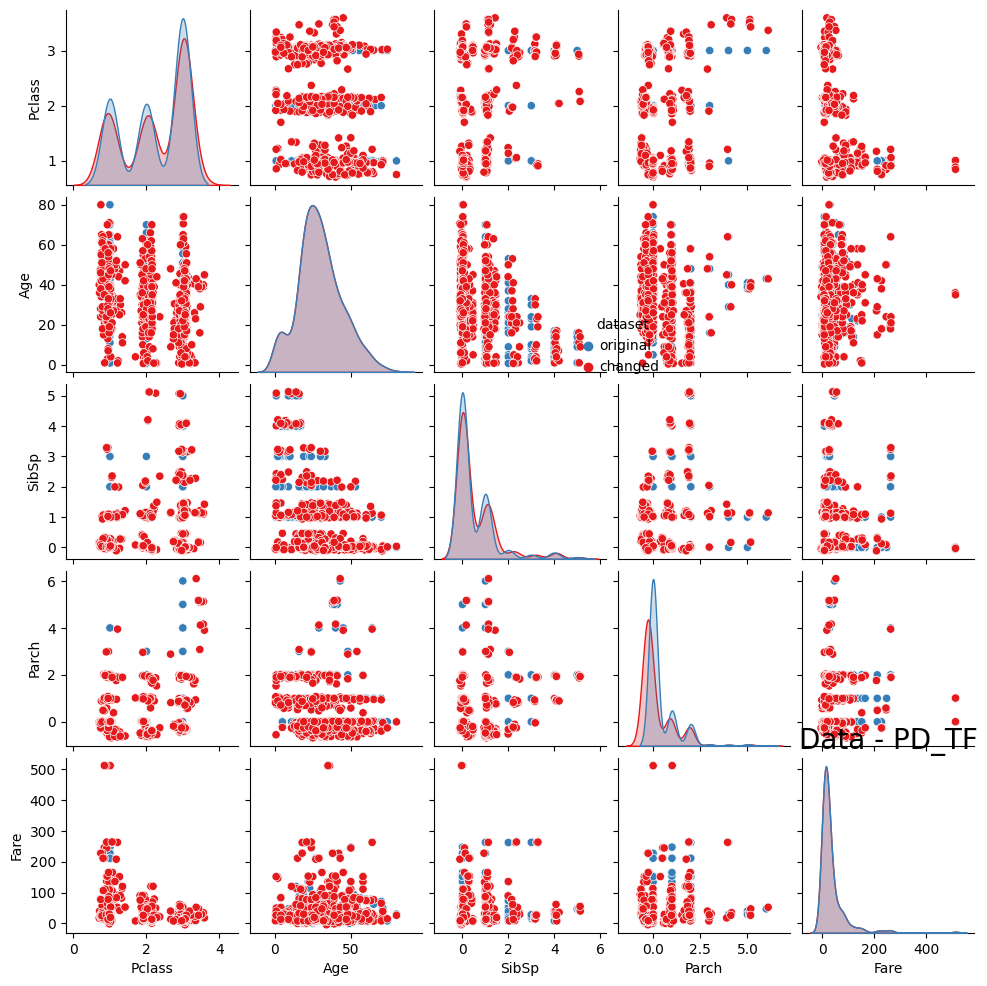 Pclass
3
2
1
Age
80
60
40
20
0
dataset
original
changed
SibSp
5
4
3
2
1
0
Parch
6
4
2
0
Data - PD_TF
Fare
500
400
300
200
100
0
0 2 4
0 50
0 2 4 6
0.0 2.5 5.0
0 200 400
Pclass Age SibSp Parch Fare